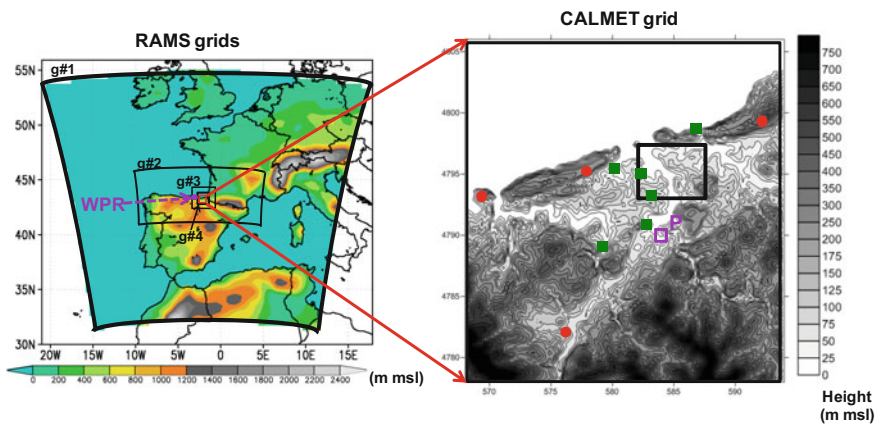 RAMS grids
CALMET grid
g#1
g#2
g#3
g#4
WPR
55N
50N
45N
40N
35N
30N
20W 15W 10W 5W 0 5E 10E 15E
0 200 400 600 800 1000 1200 1400 1600 1800 2000 2200 2400
(m msl)
4805
4800
4795
4790
4785
4780
570 575 580 585 590
P
750
700
650
600
550
500
450
400
350
300
250
200
150
125
100
75
50
25
0
Height
(m msl)